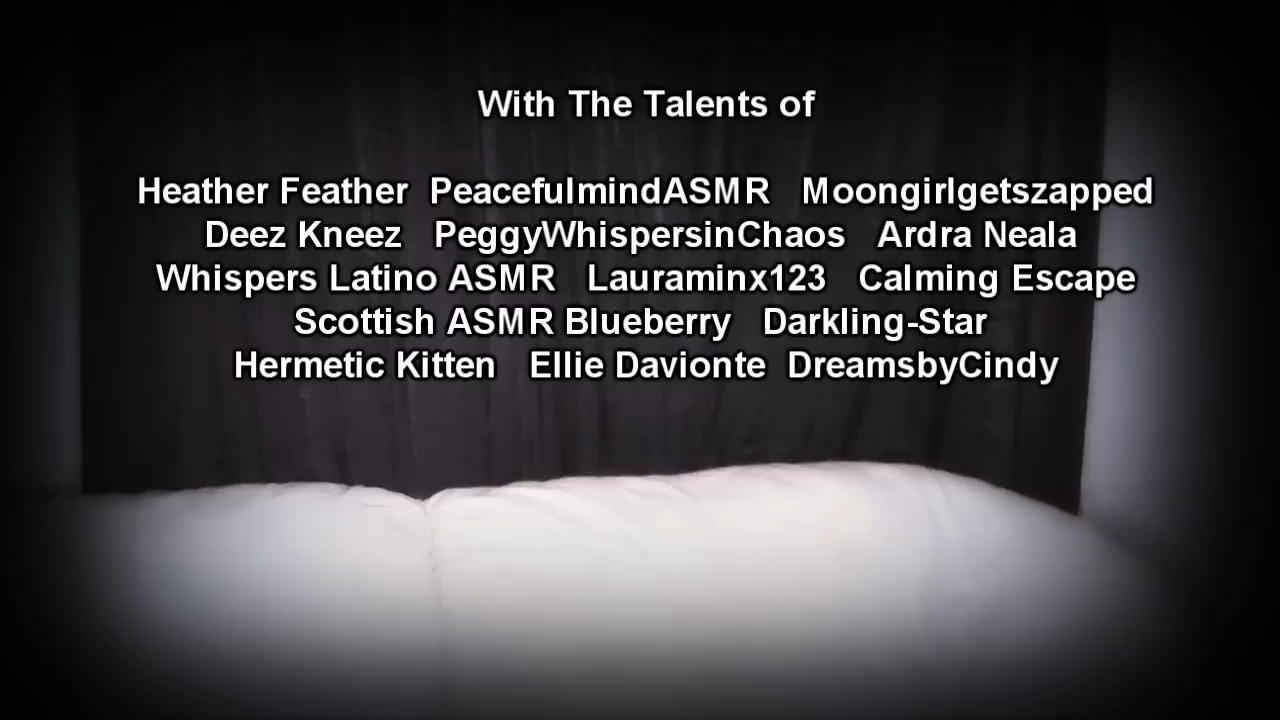 With The Talents of
Heather Feather PeacefulmindASMR Moongirlgetszapped
Deez Kneez PeggyWhispersinChaos Ardra Neala
Whispers Latino ASMR Lauraminx123 Calming Escape
Scottish ASMR Blueberry Darkling-Star
Hermetic Kitten Ellie Davionte DreamsbyCindy